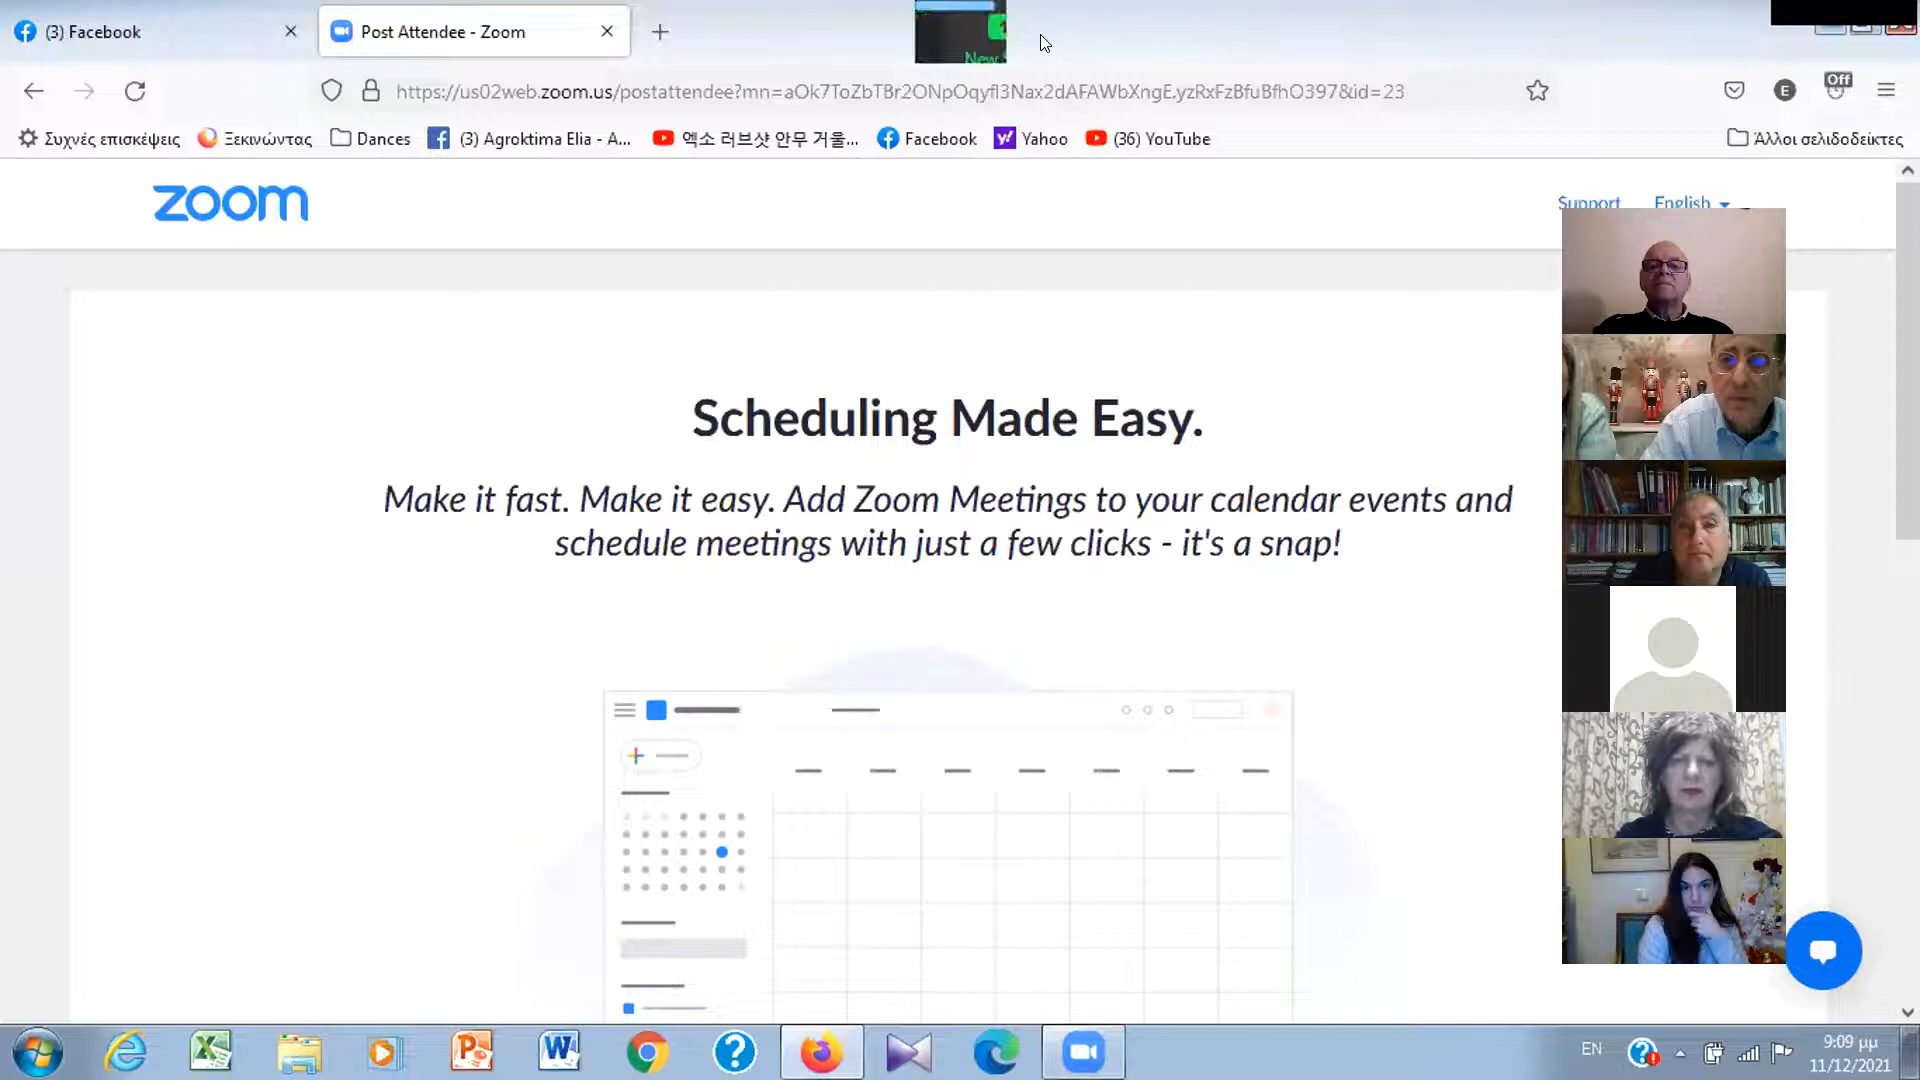 (3) Facebook
Post Attendee - Zoom
New
https://us02web.zoom.us/postattendee?mn=aOk7ToZbTBr2ONpOqyfl3Nax2dAFAWbXngE.yzRxFzBfuBfhO397&id=23
E
Off
Συχνές επισκέψεις
Ξεκινώντας
Dances
(3) Agroktima Elia - A...
엑소 러브샷 안무 거울...
Facebook
Yahoo
(36) YouTube
Άλλοι σελιδοδείκτες
zoom
Support
English
Scheduling Made Easy.
Make it fast. Make it easy. Add Zoom Meetings to your calendar events and
schedule meetings with just a few clicks - it's a snap!
EN
9:09 μμ
11/12/2021